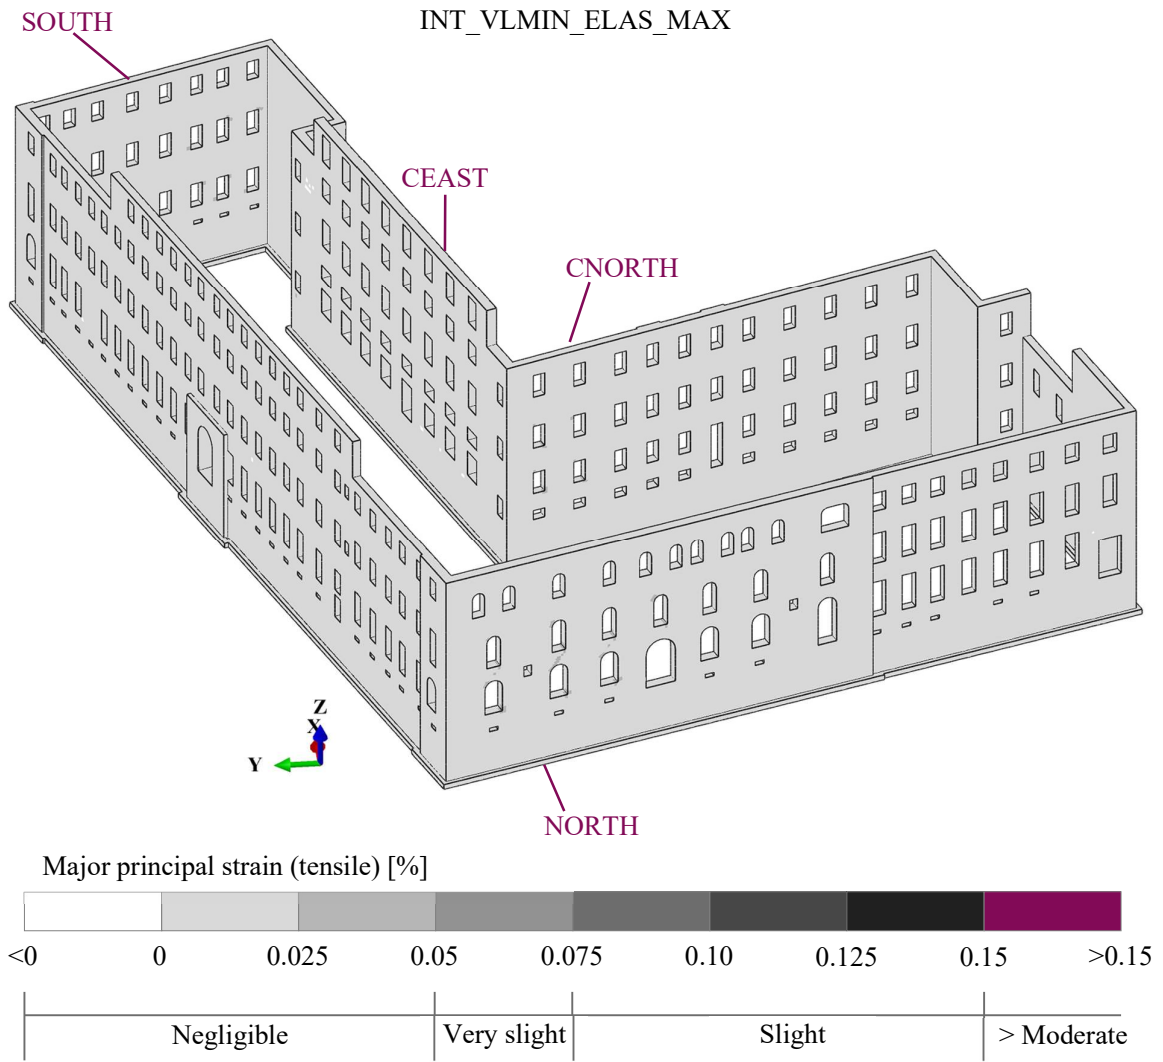 INT_VLMIN_ELAS_MAX
SOUTH
CEAST
CNORTH
Z
X
Y
NORTH
Major principal strain (tensile) [%]
<0 0 0.025 0.05 0.075 0.10 0.125 0.15 >0.15
Negligible Very slight Slight > Moderate